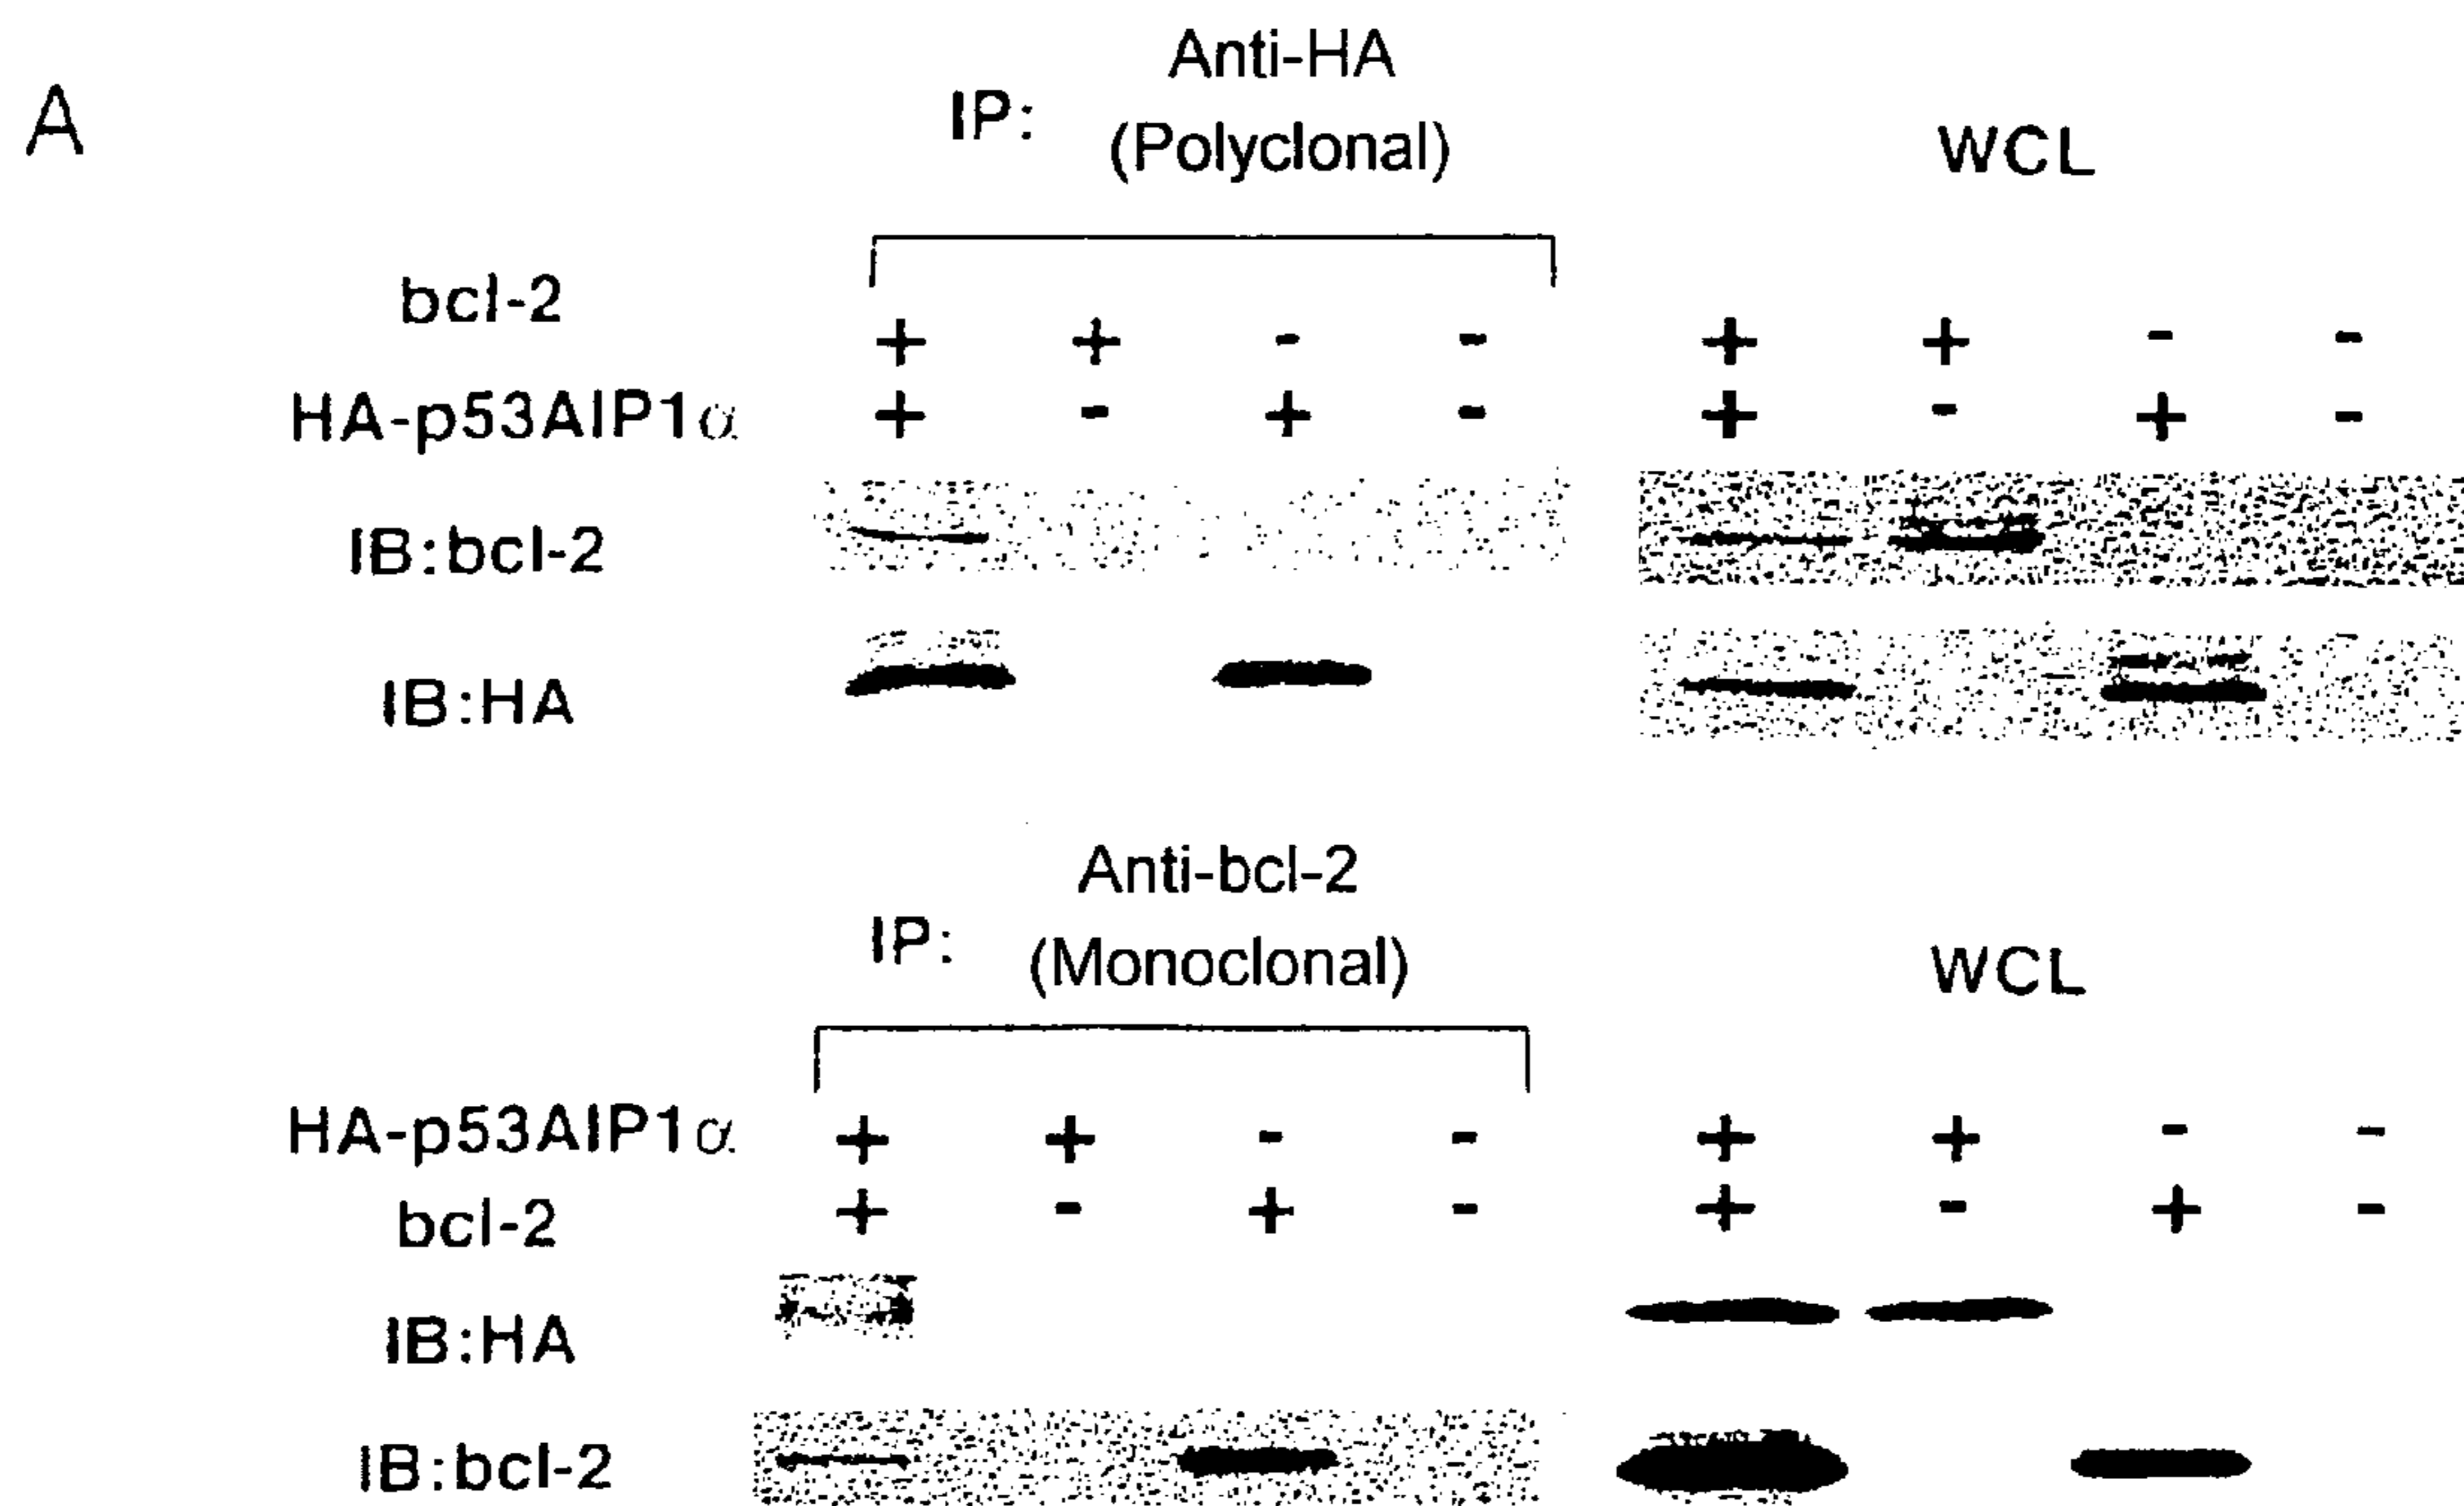 A
IP: Anti-HA
(Polyclonal)
WCL
bcl-2 + + - - + + - -
HA-p53AIP1α + - + - + - + -
IB:bcl-2
IB:HA
IP: Anti-bcl-2
(Monoclonal)
WCL
HA-p53AIP1α + + - - + + - -
bcl-2 + - + - + - + -
IB:HA
IB:bcl-2